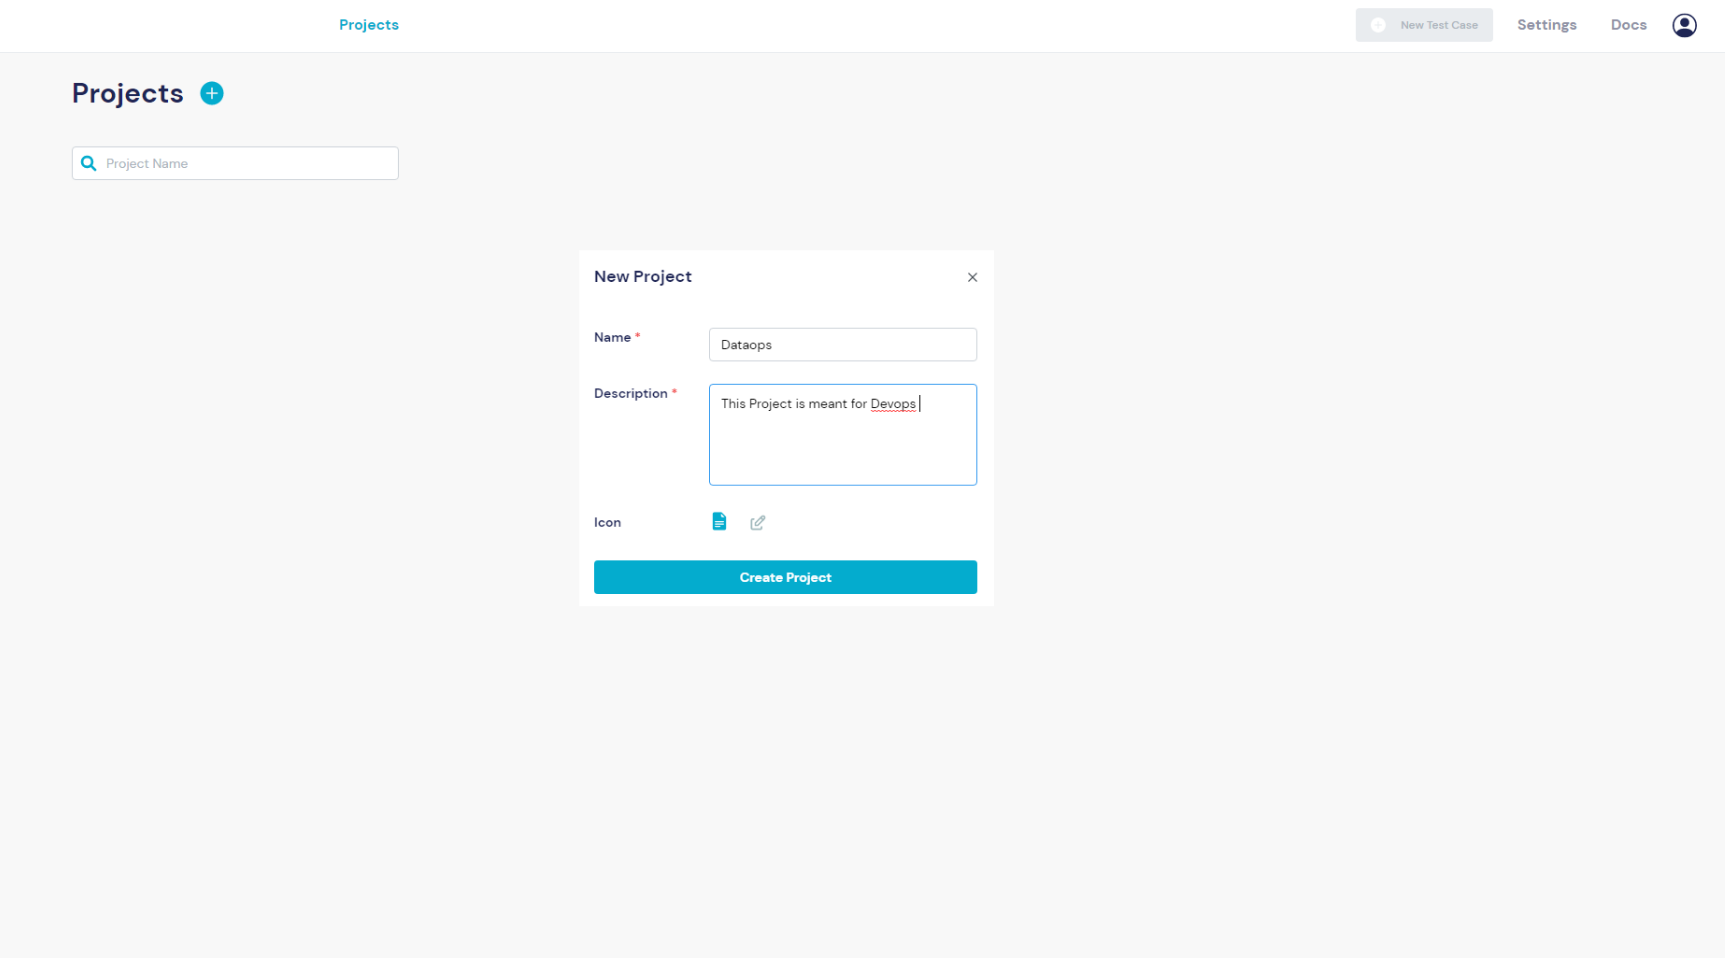 Projects
New Test Case
Settings
Docs
Projects
Project Name
New Project
Name *
Dataops
Description *
This Project is meant for Devops
Icon
Create Project